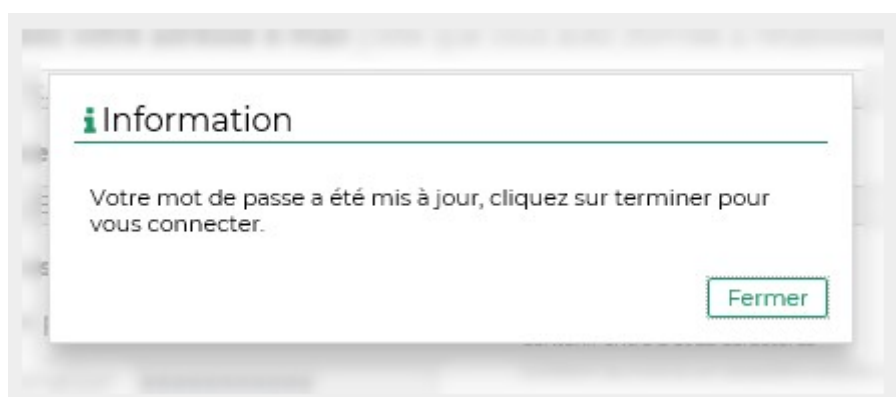 Information
Votre mot de passe a été mis à jour, cliquez sur terminer pour
vous connecter.
Fermer